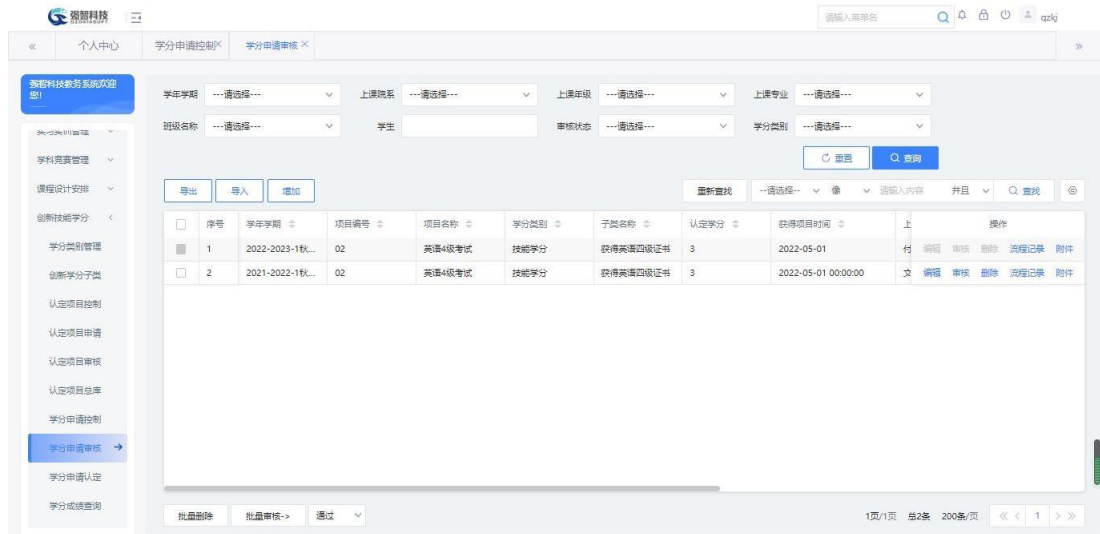 强智科技
请输入菜单名
qzkj
个人中心
学分申请控制
学分申请审核
强智科技教务系统欢迎您!
学年学期 ---请选择--- 上课院系 ---请选择--- 上课年级 ---请选择--- 上课专业 ---请选择---
班级名称 ---请选择--- 学生 审核状态 ---请选择--- 学分类别 ---请选择---
重置 查询
导出 导入 增加 重新查找 --请选择-- 像 请输入内容 并且 查找
序号 学年学期 项目编号 项目名称 学分类别 子类名称 认定学分 获得项目时间 上 操作
1 2022-2023-1秋... 02 英语4级考试 技能学分 获得英语四级证书 3 2022-05-01 付 编辑 审核 删除 流程记录 附件
2 2021-2022-1秋... 02 英语4级考试 技能学分 获得英语四级证书 3 2022-05-01 00:00:00 文 编辑 审核 删除 流程记录 附件
实习实训管理
学科竞赛管理
课程设计安排
创新技能学分
学分类别管理
创新学分子类
认定项目控制
认定项目申请
认定项目审核
认定项目总库
学分申请控制
学分申请审核
学分申请认定
学分成绩查询
批量删除 批量审核-> 通过 1页/1页 总2条 200条/页 1